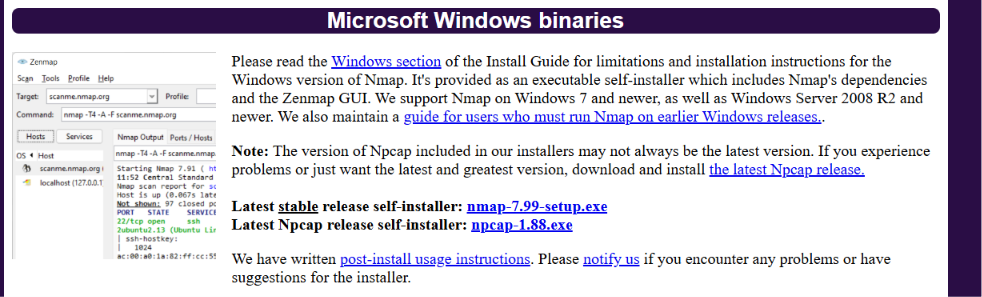 Microsoft Windows binaries
Zenmap
Scan Tools Profile Help
Target: scanme.nmap.org Profile:
Command: nmap -T4 -A -F scanme.nmap.org
Hosts Services
OS Host
scanme.nmap.org
localhost (127.0.0.1
Nmap Output Ports / Hosts
nmap -T4 -A -F scanme.nmap.
Starting Nmap 7.91 ( ht
11:52 Central Standard
Nmap scan report for sc
Host is up (0.067s late
Not shown: 97 closed po
PORT STATE SERVICE
22/tcp open ssh
2ubuntu2.13 (Ubuntu Lin
| ssh-hostkey:
| 1024
ac:00:a0:1a:82:ff:cc:55
Please read the Windows section of the Install Guide for limitations and installation instructions for the
Windows version of Nmap. It's provided as an executable self-installer which includes Nmap's dependencies
and the Zenmap GUI. We support Nmap on Windows 7 and newer, as well as Windows Server 2008 R2 and
newer. We also maintain a guide for users who must run Nmap on earlier Windows releases..
Note: The version of Npcap included in our installers may not always be the latest version. If you experience
problems or just want the latest and greatest version, download and install the latest Npcap release.
Latest stable release self-installer: nmap-7.99-setup.exe
Latest Npcap release self-installer: npcap-1.88.exe
We have written post-install usage instructions. Please notify us if you encounter any problems or have
suggestions for the installer.